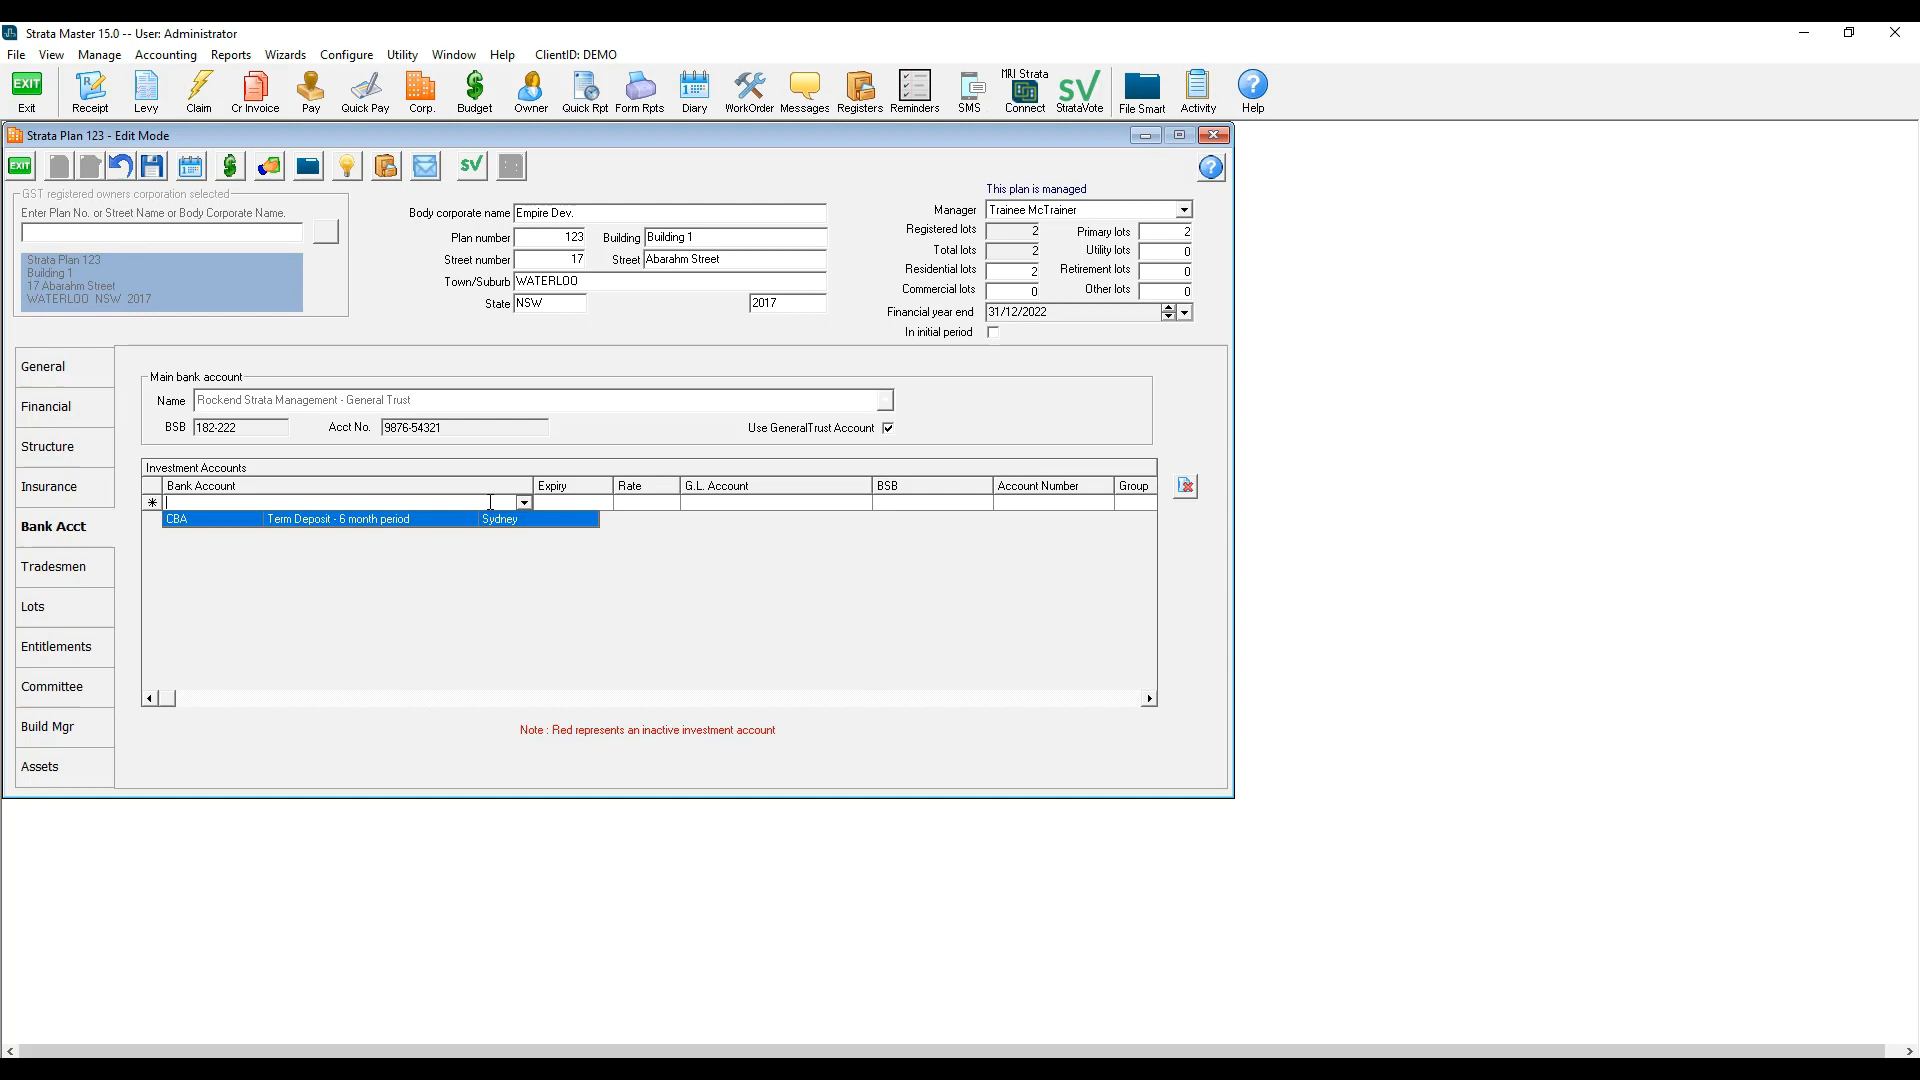 Strata Master 15.0 -- User: Administrator
File View Manage Accounting Reports Wizards Configure Utility Window Help ClientID: DEMO
EXIT MRI Strata SV
Exit Receipt Levy Claim Cr Invoice Pay Quick Pay Corp. Budget Owner Quick Rpt Form Rpts Diary WorkOrder Messages Registers Reminders SMS Connect StrataVote File Smart Activity Help
Strata Plan 123 - Edit Mode
EXIT SV
GST registered owners corporation selected
Enter Plan No. or Street Name or Body Corporate Name.
Strata Plan 123
Building 1
17 Abarahm Street
WATERLOO NSW 2017
Body corporate name Empire Dev.
Plan number 123 Building Building 1
Street number 17 Street Abarahm Street
Town/Suburb WATERLOO
State NSW 2017
This plan is managed
Manager Trainee McTrainer
Registered lots 2 Primary lots 2
Total lots 2 Utility lots 0
Residential lots 2 Retirement lots 0
Commercial lots 0 Other lots 0
Financial year end 31/12/2022
In initial period
General
Financial
Structure
Insurance
Bank Acct
Tradesmen
Lots
Entitlements
Committee
Build Mgr
Assets
Main bank account
Name Rockend Strata Management - General Trust
BSB 182-222 Acct No. 9876-54321 Use GeneralTrust Account
Investment Accounts
Bank Account Expiry Rate G.L. Account BSB Account Number Group
CBA Term Deposit - 6 month period Sydney
Note : Red represents an inactive investment account